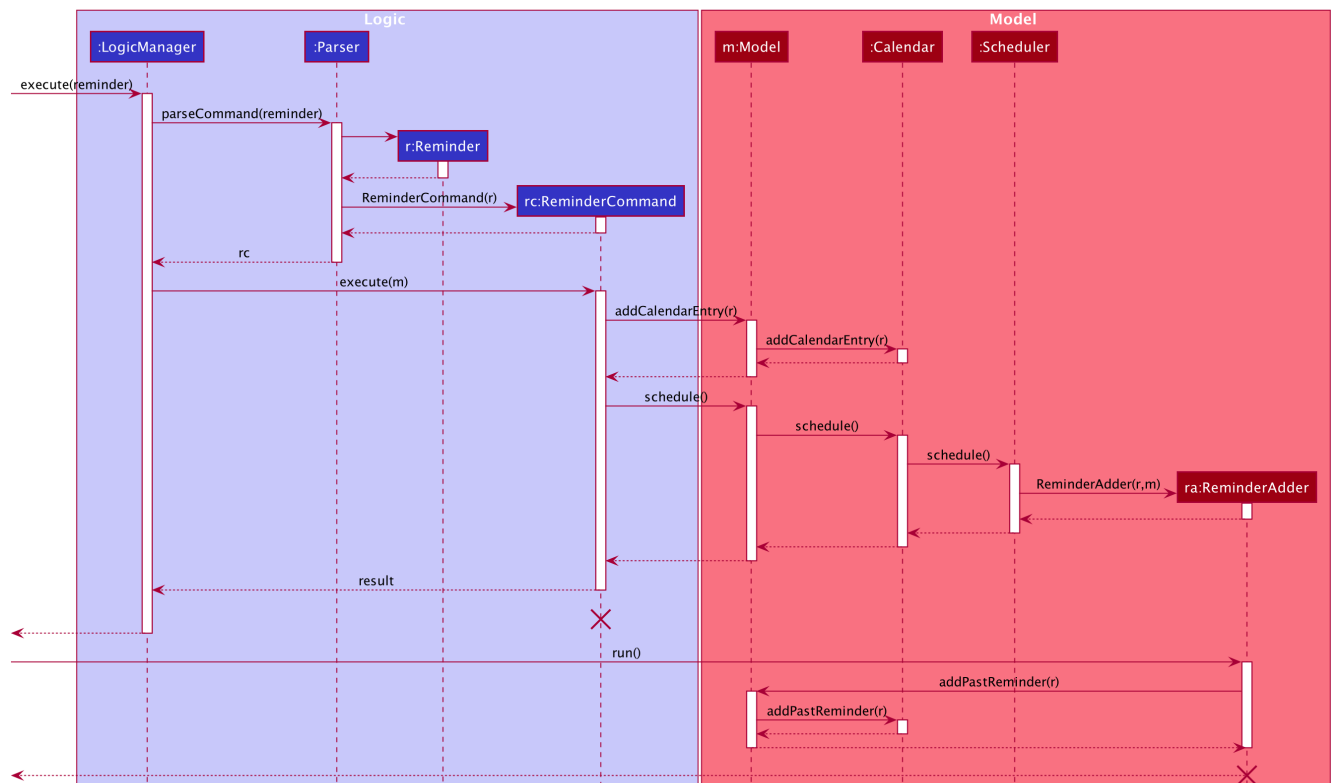 Logic
Model
:LogicManager
:Parser
m:Model
:Calendar
:Scheduler
execute(reminder)
parseCommand(reminder)
r:Reminder
ReminderCommand(r)
rc:ReminderCommand
rc
execute(m)
addCalendarEntry(r)
addCalendarEntry(r)
schedule()
schedule()
schedule()
ReminderAdder(r,m)
ra:ReminderAdder
result
run()
addPastReminder(r)
addPastReminder(r)